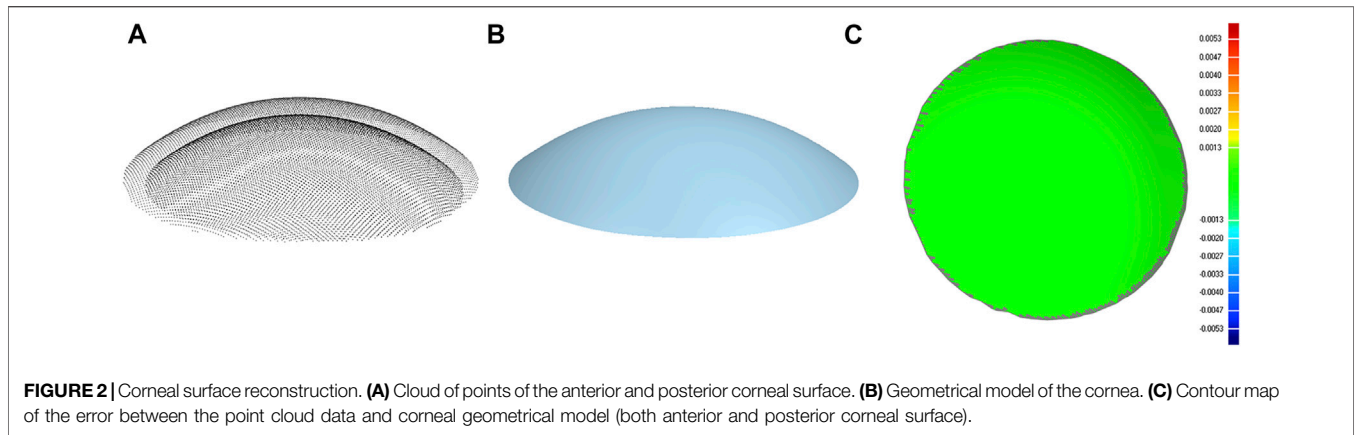 A
B
C
0.0053
0.0047
0.0040
0.0033
0.0027
0.0020
0.0013
-0.0013
-0.0020
-0.0027
-0.0033
-0.0040
-0.0047
-0.0053
FIGURE 2 | Corneal surface reconstruction. (A) Cloud of points of the anterior and posterior corneal surface. (B) Geometrical model of the cornea. (C) Contour map
of the error between the point cloud data and corneal geometrical model (both anterior and posterior corneal surface).